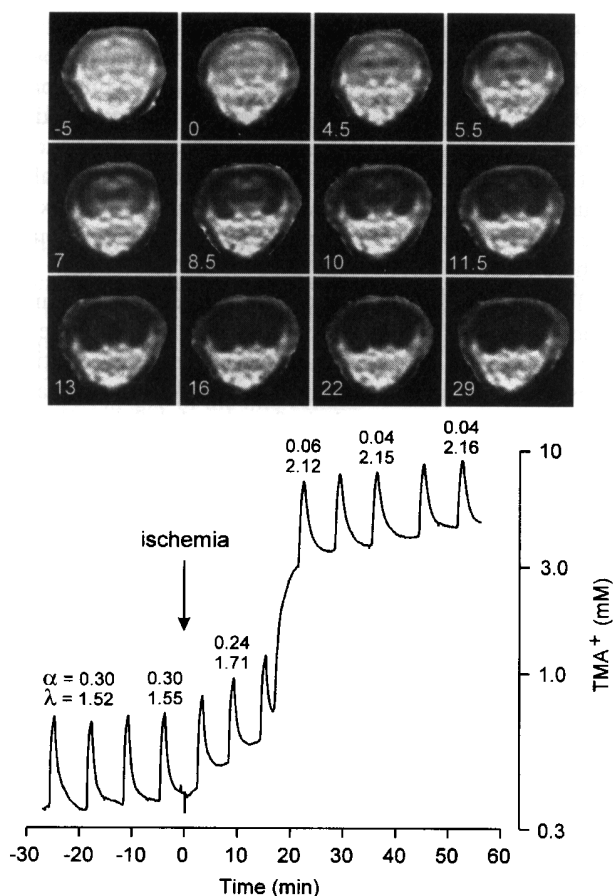 -5 0 4.5 5.5
7 8.5 10 11.5
13 16 22 29
0.06 0.04 0.04
2.12 2.15 2.16
10
ischemia
3.0
0.24
1.71
α = 0.30 0.30
λ = 1.52 1.55
1.0
0.3
TMA+ (mM)
-30 -20 -10 0 10 20 30 40 50 60
Time (min)